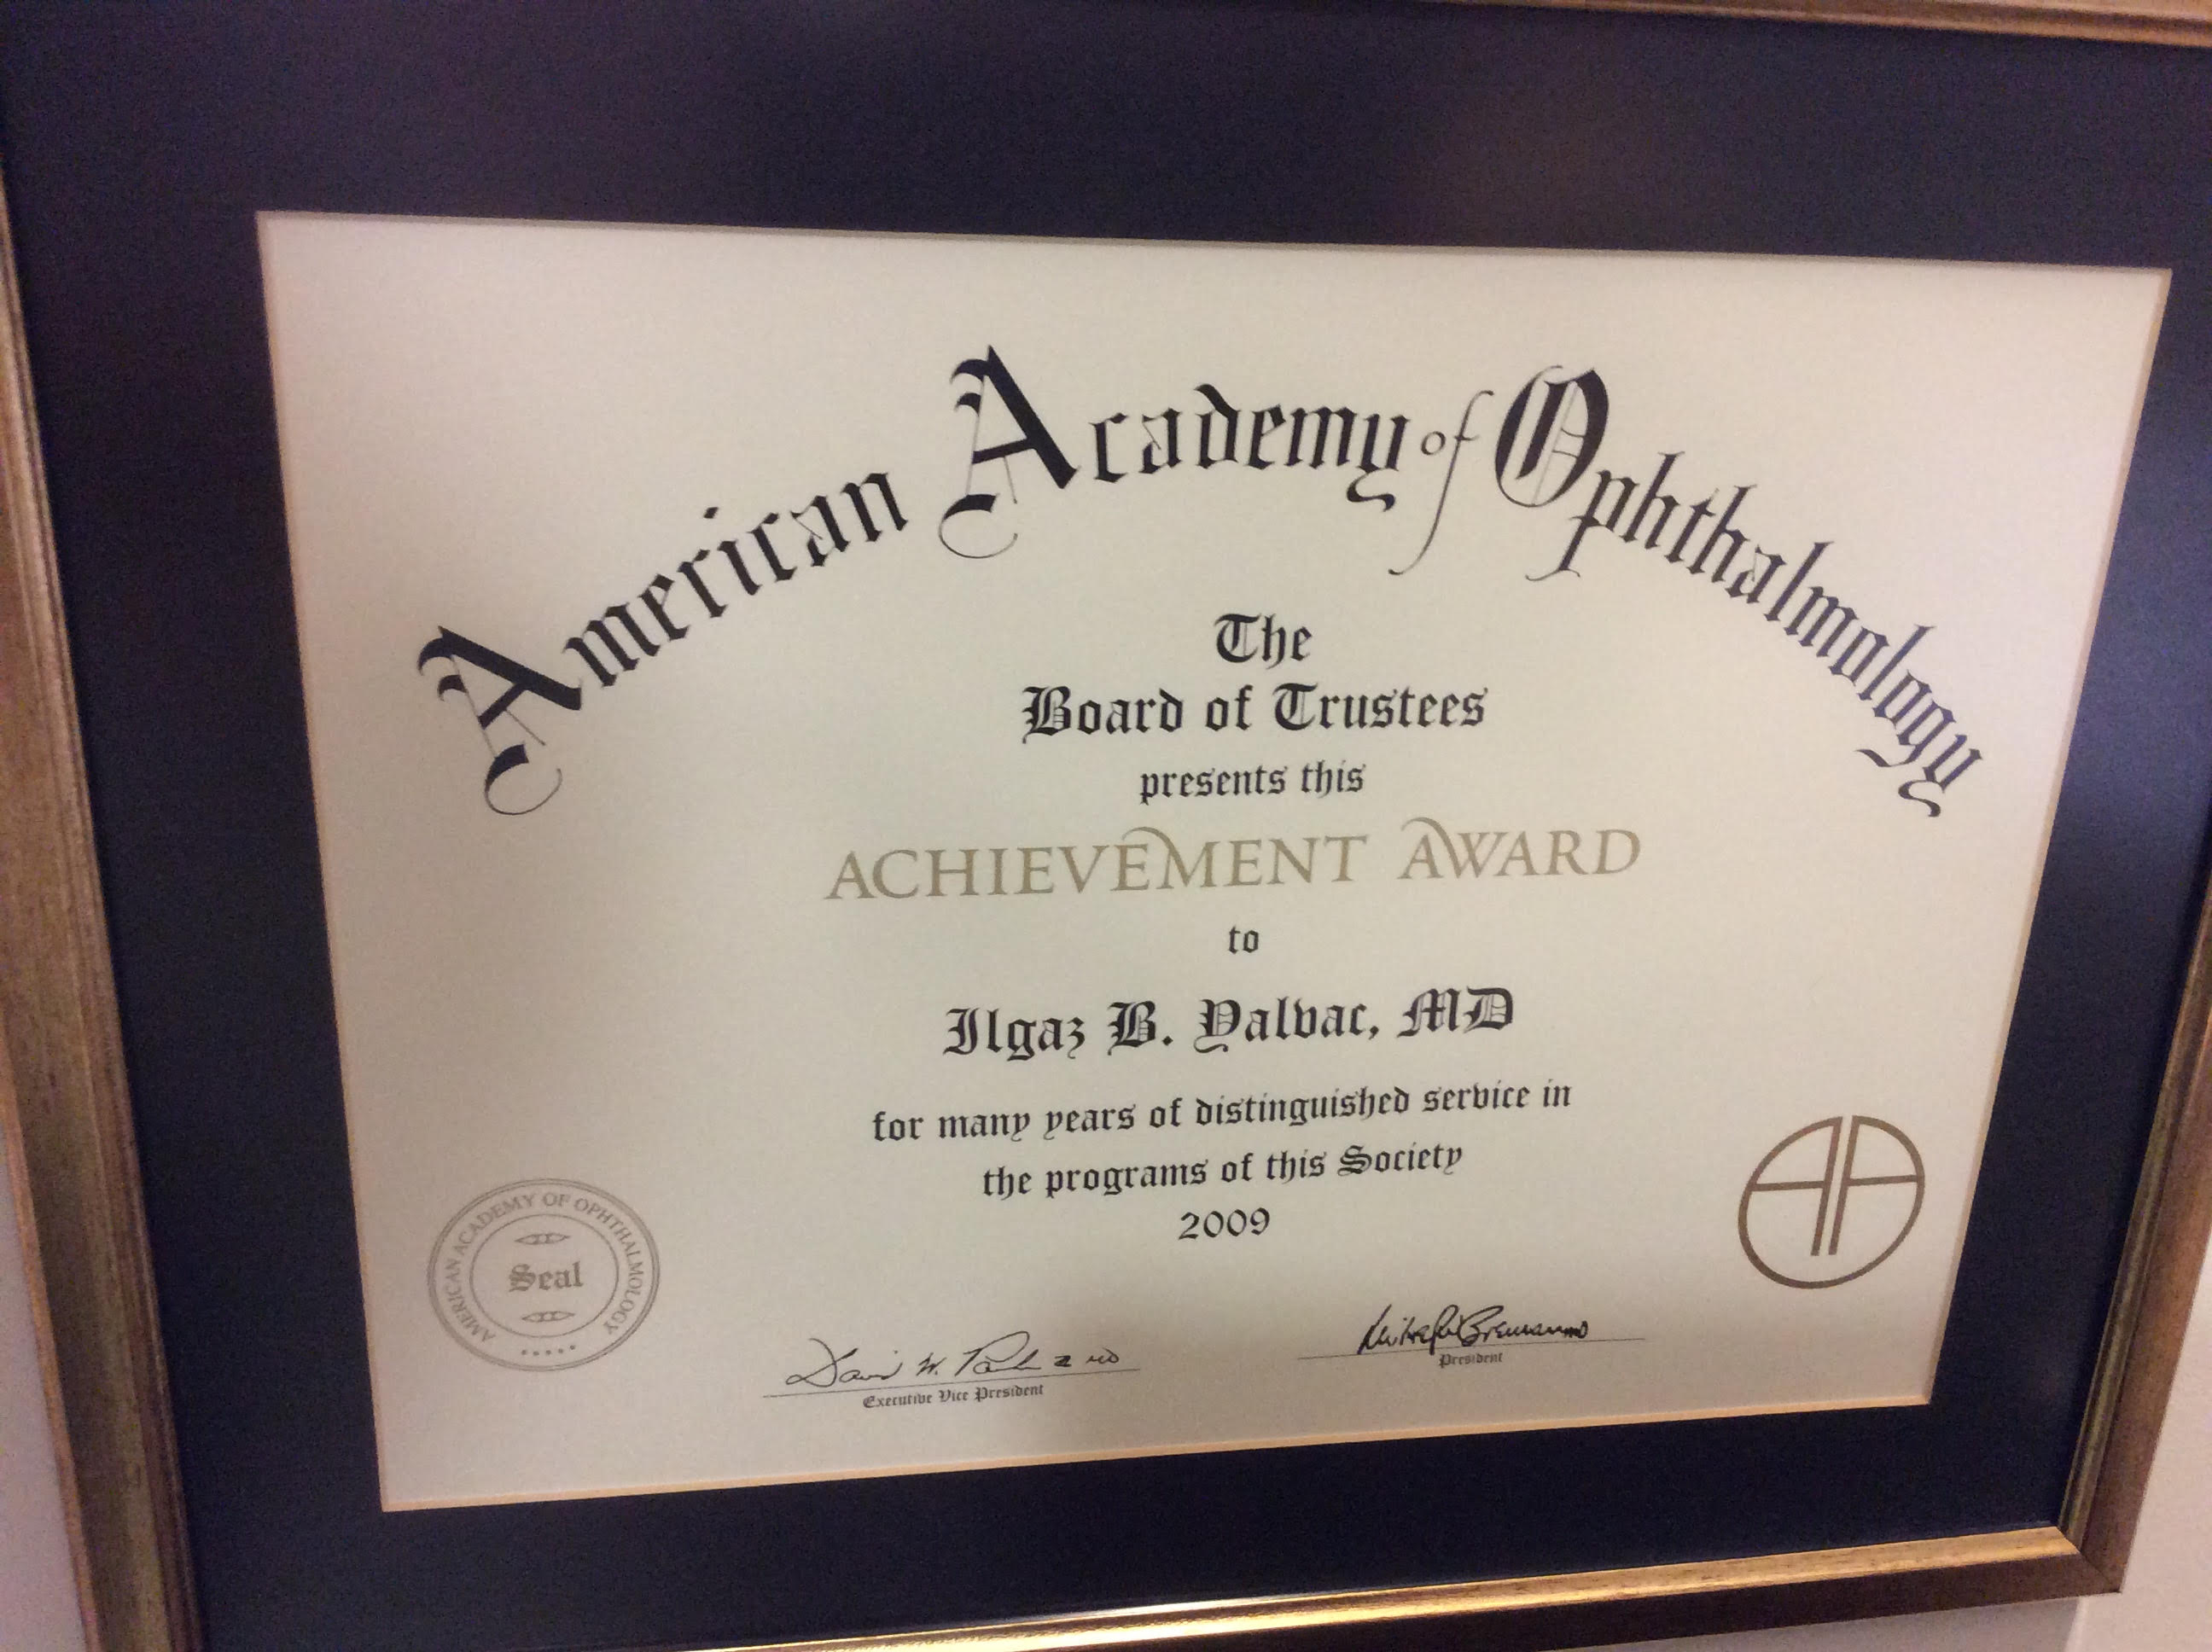 American Academy of Ophthalmology
The
Board of Trustees
presents this
ACHIEVEMENT AWARD
to
Ilgaz B. Yalvac, MD
for many years of distinguished service in
the programs of this Society
2009
AMERICAN ACADEMY OF OPHTHALMOLOGY
Seal
David W.
Executive Vice President
President